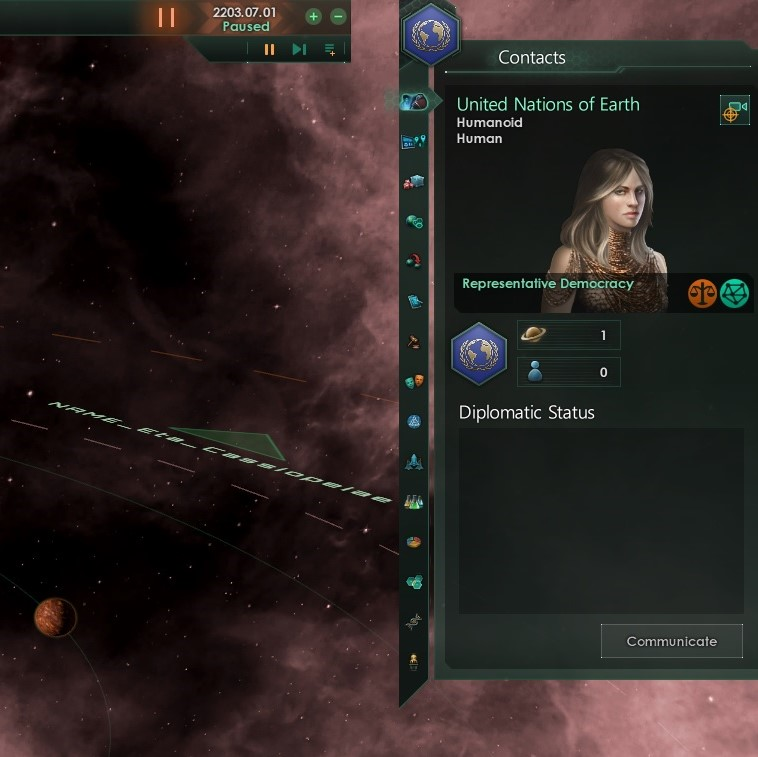 2203.07.01
Paused
Contacts
United Nations of Earth
Humanoid
Human
Representative Democracy
1
0
NAME_Eta_Cassiopeiae
Diplomatic Status
Communicate